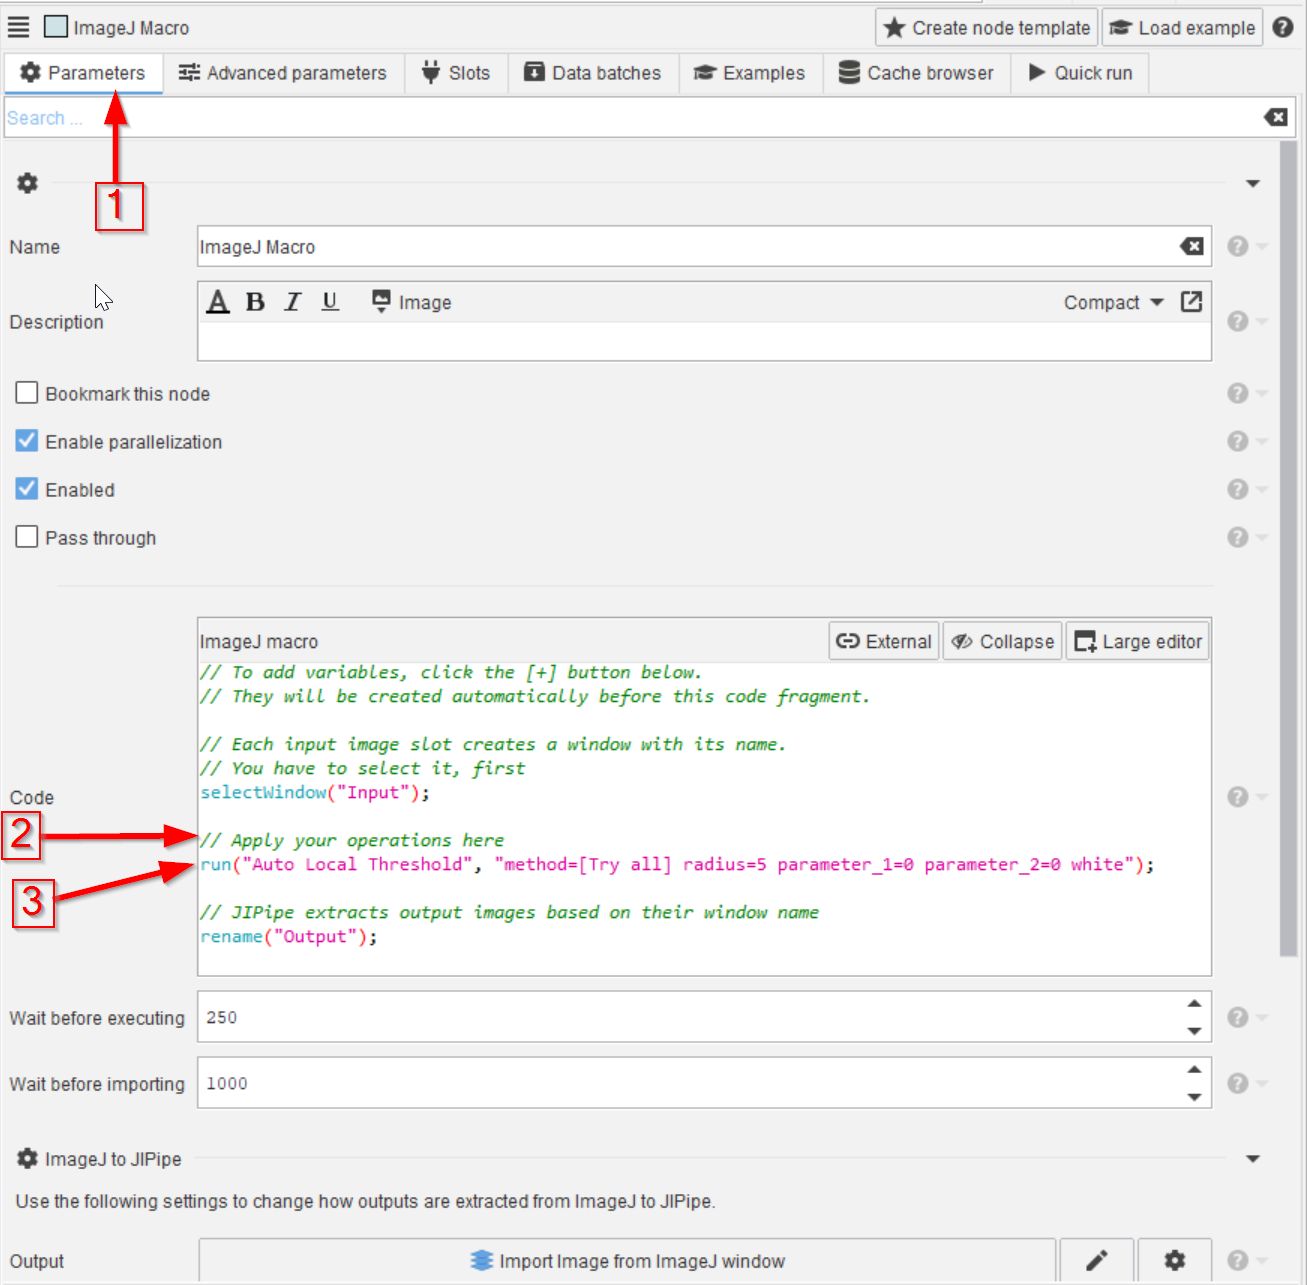 ImageJ Macro
Create node template
Load example
Parameters
Advanced parameters
Slots
Data batches
Examples
Cache browser
Quick run
Search ...
1
Name
ImageJ Macro
Description
A B I U Image
Compact
Bookmark this node
Enable parallelization
Enabled
Pass through
ImageJ macro
External
Collapse
Large editor
Code
// To add variables, click the [+] button below.
// They will be created automatically before this code fragment.
// Each input image slot creates a window with its name.
// You have to select it, first
selectWindow("Input");
2
// Apply your operations here
run("Auto Local Threshold", "method=[Try all] radius=5 parameter_1=0 parameter_2=0 white");
3
// JIPipe extracts output images based on their window name
rename("Output");
Wait before executing
250
Wait before importing
1000
ImageJ to JIPipe
Use the following settings to change how outputs are extracted from ImageJ to JIPipe.
Output
Import Image from ImageJ window